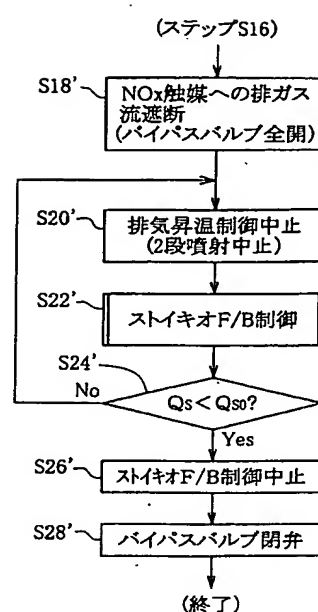 (ステップS16)
S18'
NOx触媒への排ガス
流遮断
(バイパスバルブ全開)
S20'
排気昇温制御中止
(2段噴射中止)
S22'
ストイキオF/B制御
S24'
No
Qs<Qs0?
Yes
S26'
ストイキオF/B制御中止
S28'
バイパスバルブ閉弁
(終了)